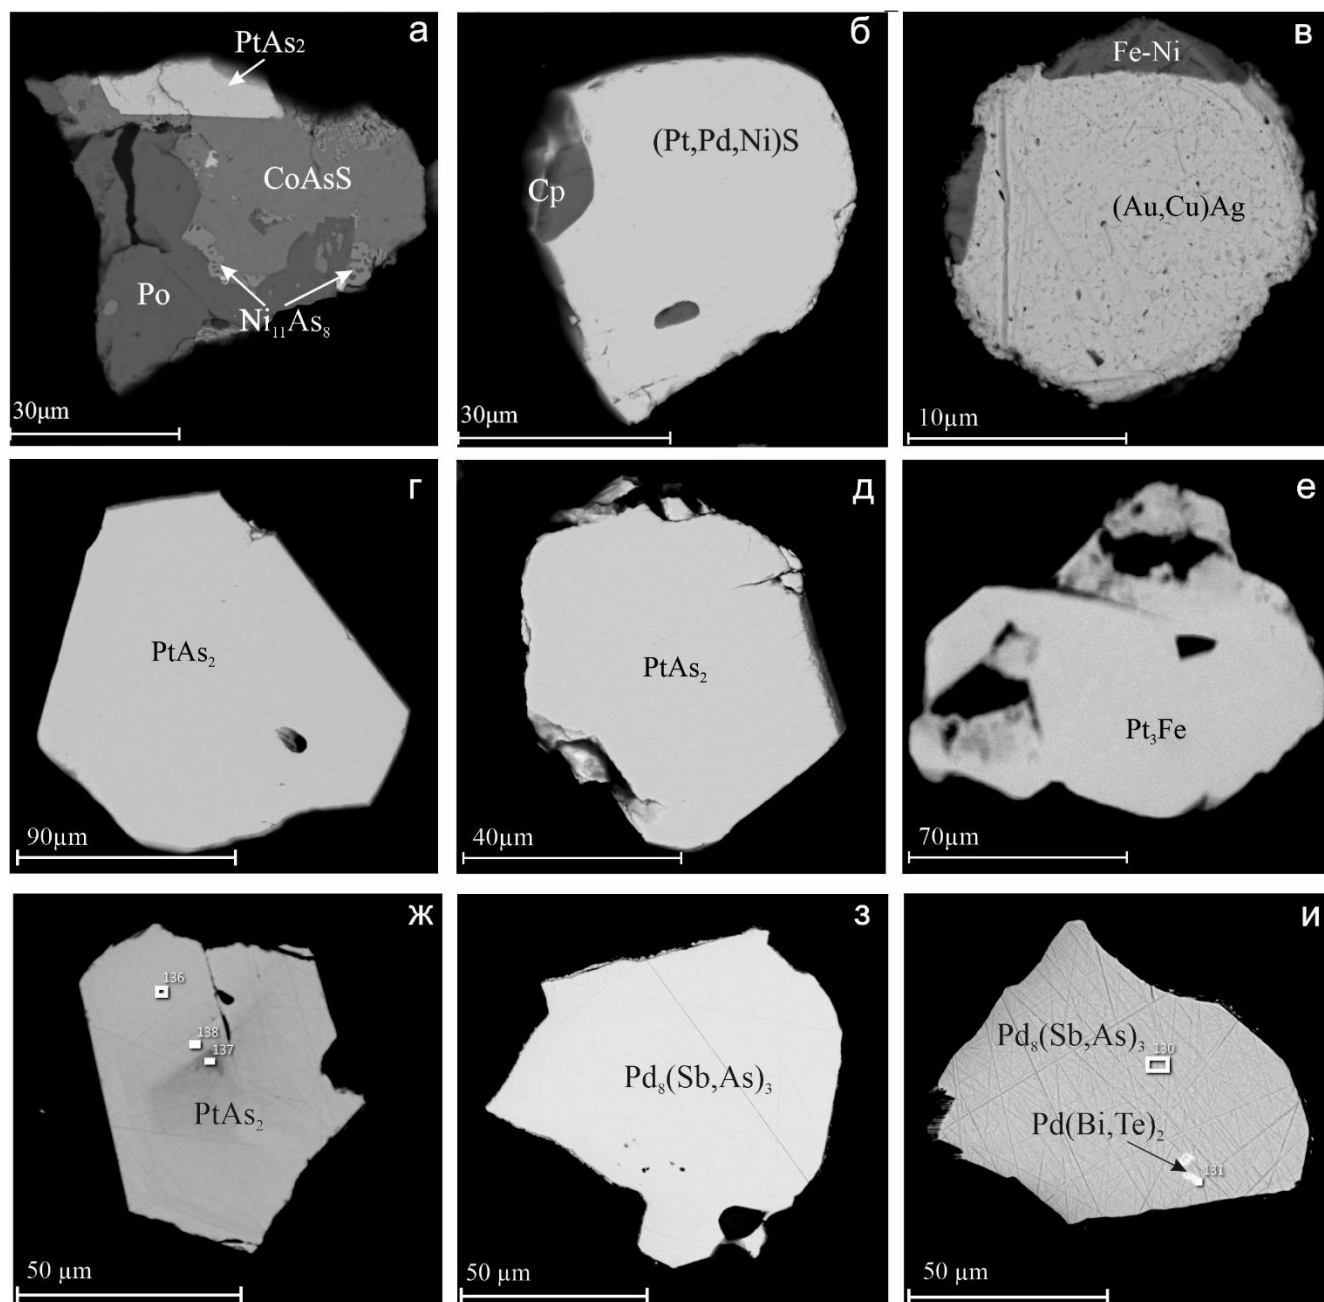 а
PtAs₂
CoAsS
Po
Ni₁₁As₈
30μm
б
(Pt,Pd,Ni)S
Cp
30μm
в
Fe-Ni
(Au,Cu)Ag
10μm
г
PtAs₂
90μm
д
PtAs₂
40μm
е
Pt₃Fe
70μm
ж
136
138
137
PtAs₂
50 μm
з
Pd₈(Sb,As)₃
50 μm
и
Pd₈(Sb,As)₃
130
Pd(Bi,Te)₂
131
50 μm